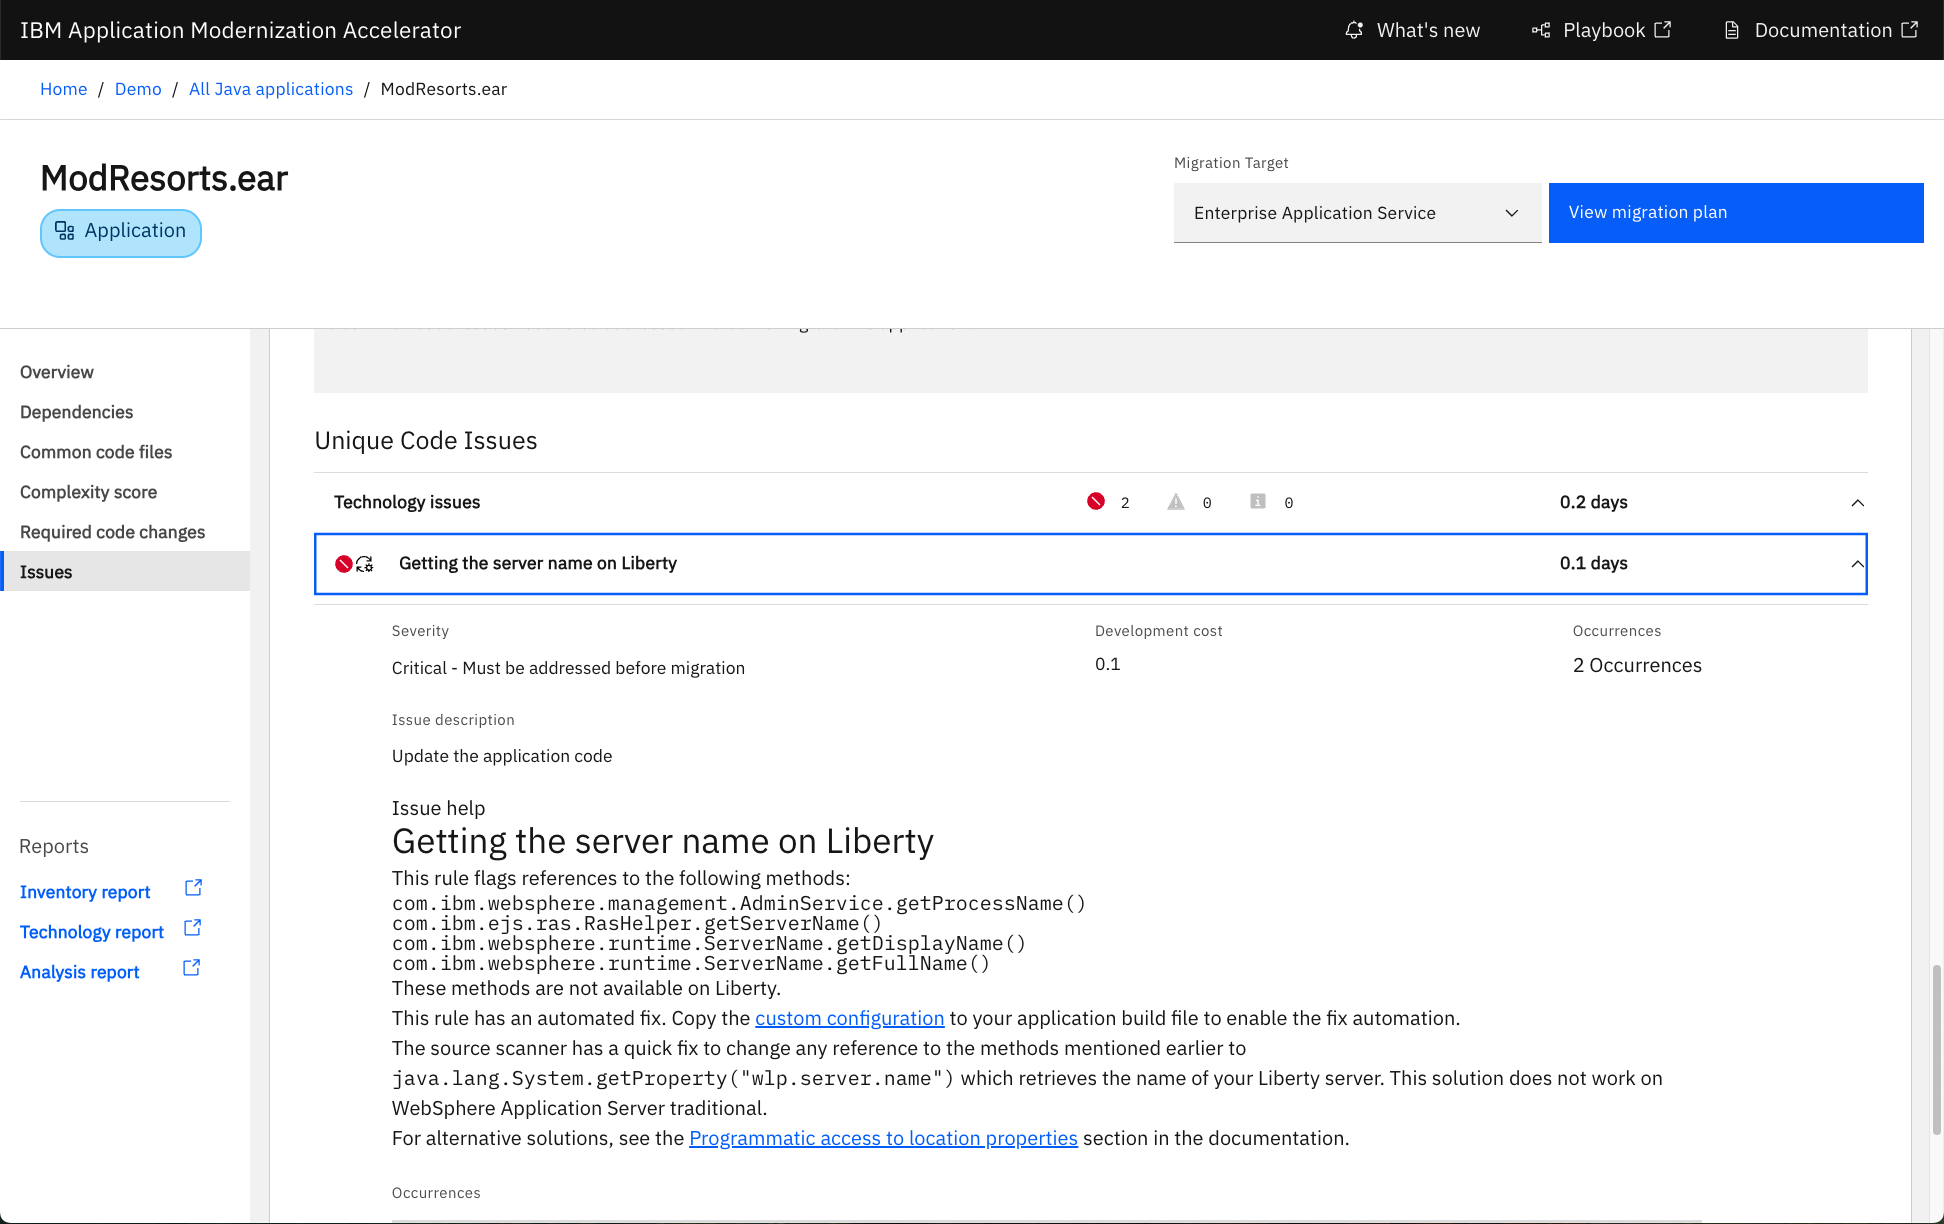 IBM Application Modernization Accelerator
What's new
Playbook
Documentation
Home / Demo / All Java applications / ModResorts.ear
ModResorts.ear
Application
Migration Target
Enterprise Application Service
View migration plan
Overview
Dependencies
Common code files
Complexity score
Required code changes
Issues
Reports
Inventory report
Technology report
Analysis report
Unique Code Issues
Technology issues 2 0 0 0.2 days
Getting the server name on Liberty 0.1 days
Severity
Critical - Must be addressed before migration
Development cost
0.1
Occurrences
2 Occurrences
Issue description
Update the application code
Issue help
Getting the server name on Liberty
This rule flags references to the following methods:
com.ibm.websphere.management.AdminService.getProcessName()
com.ibm.ejs.ras.RasHelper.getServerName()
com.ibm.websphere.runtime.ServerName.getDisplayName()
com.ibm.websphere.runtime.ServerName.getFullName()
These methods are not available on Liberty.
This rule has an automated fix. Copy the custom configuration to your application build file to enable the fix automation.
The source scanner has a quick fix to change any reference to the methods mentioned earlier to
java.lang.System.getProperty("wlp.server.name") which retrieves the name of your Liberty server. This solution does not work on
WebSphere Application Server traditional.
For alternative solutions, see the Programmatic access to location properties section in the documentation.
Occurrences